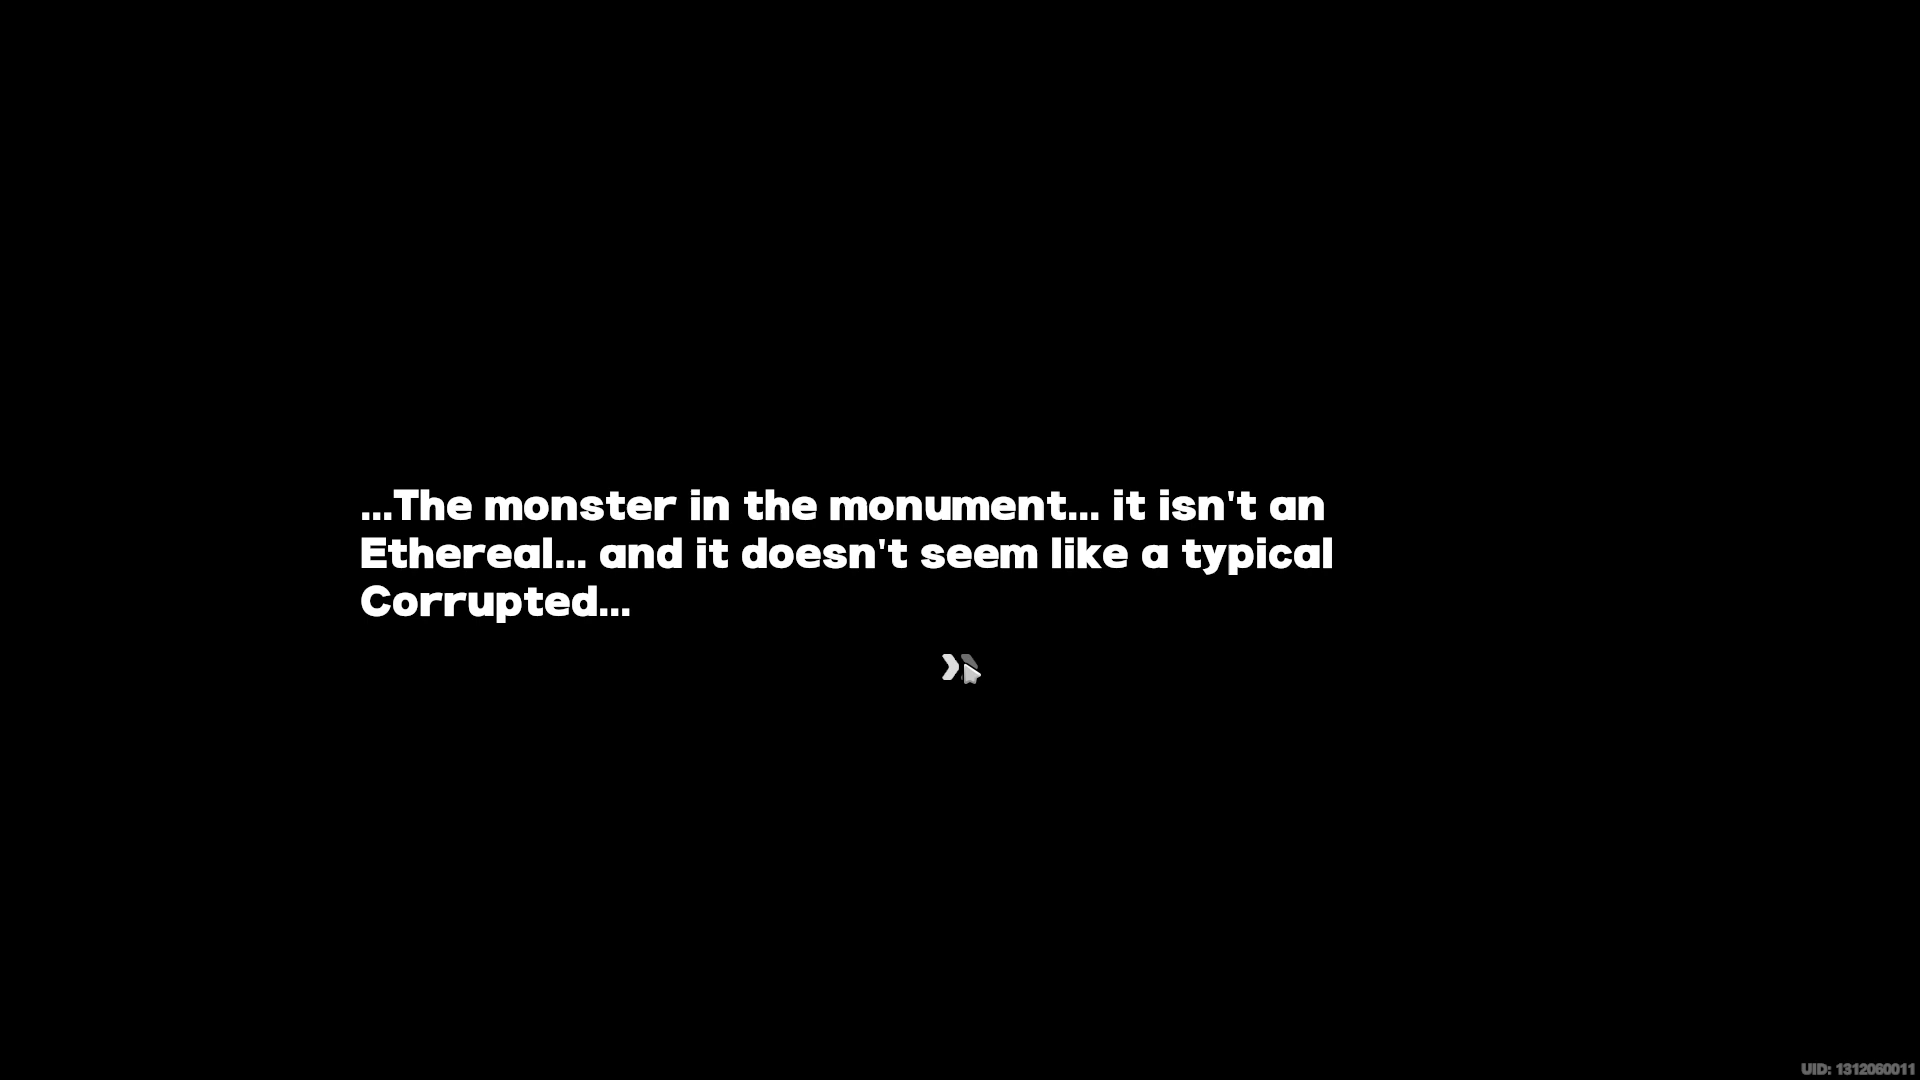 ...The monster in the monument... it isn't an
Ethereal... and it doesn't seem like a typical
Corrupted...
UID: 1312060011